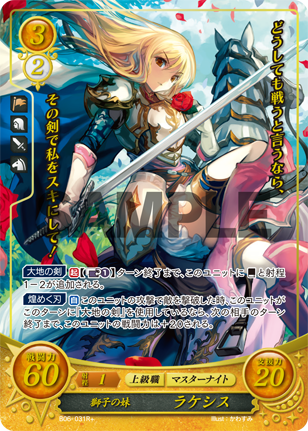 3
2
どうしても戦うと言うなら、
その剣で私をスキにして!
SAMPLE
大地の剣 起【 1】ターン終了まで、このユニットに と射程
1-2が追加される。
煌めく刃 自このユニットの攻撃で敵を撃破した時、このユニットが
このターンに『大地の剣』を使用しているなら、次の相手のターン
終了まで、このユニットの戦闘力は+20される。
戦闘力
60
射程 1 上級職 マスターナイト
支援力
20
獅子の妹 ラケシス
B06-031R+
Illust:かわすみ